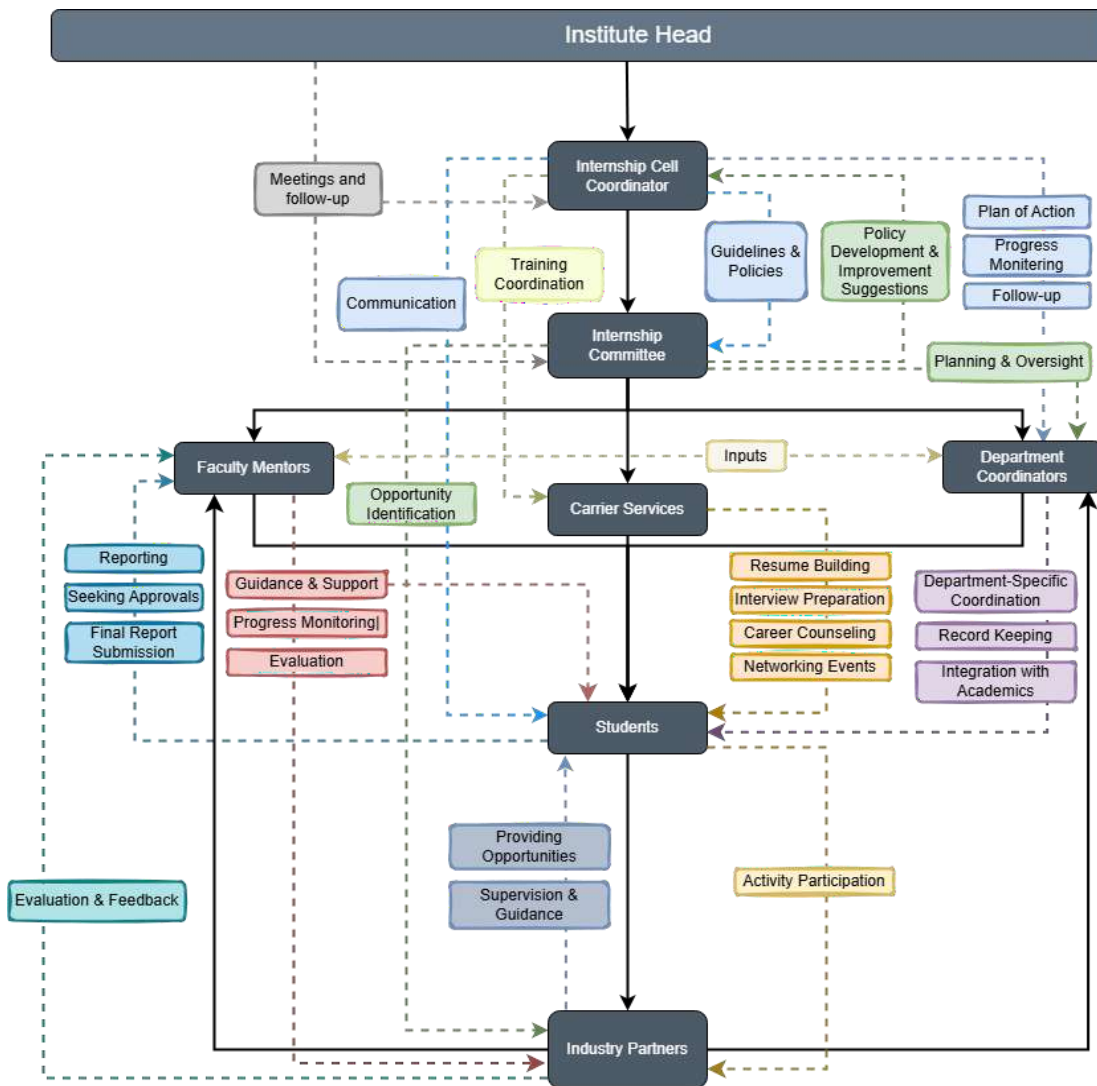 Institute Head
Internship Cell
Coordinator
Meetings and
follow-up
Plan of Action
Training
Coordination
Guidelines &
Policies
Policy
Development &
Improvement
Suggestions
Progress
Monitering
Communication
Follow-up
Internship
Committee
Planning & Oversight
Faculty Mentors
Inputs
Department
Coordinators
Opportunity
Identification
Carrier Services
Reporting
Seeking Approvals
Final Report
Submission
Guidance & Support
Progress Monitoring|
Evaluation
Resume Building
Interview Preparation
Career Counseling
Networking Events
Department-Specific
Coordination
Record Keeping
Integration with
Academics
Students
Providing
Opportunities
Supervision &
Guidance
Evaluation & Feedback
Activity Participation
Industry Partners